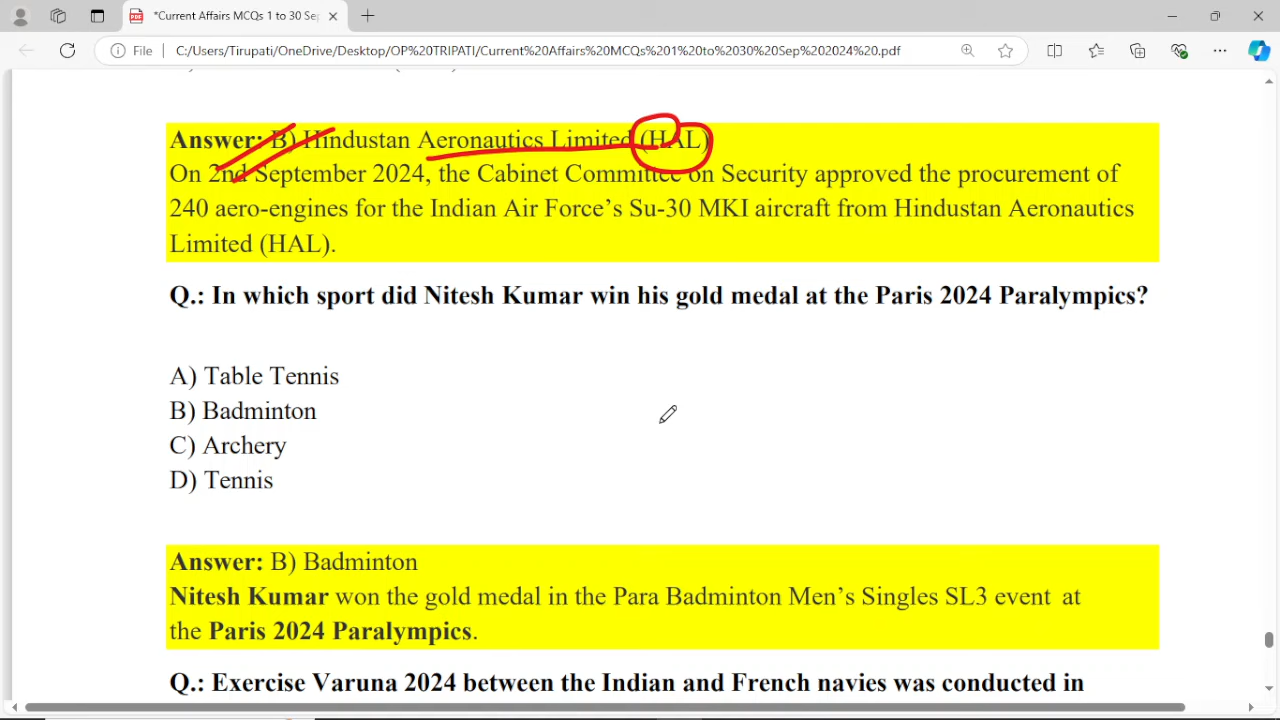 *Current Affairs MCQs 1 to 30 Sep
File
C:/Users/Tirupati/OneDrive/Desktop/OP%20TRIPATI/Current%20Affairs%20MCQs%201%20to%2030%20Sep%202024%20.pdf
Answer: B) Hindustan Aeronautics Limited (HAL)
On 2nd September 2024, the Cabinet Committee on Security approved the procurement of
240 aero-engines for the Indian Air Force’s Su-30 MKI aircraft from Hindustan Aeronautics
Limited (HAL).
Q.: In which sport did Nitesh Kumar win his gold medal at the Paris 2024 Paralympics?
A) Table Tennis
B) Badminton
C) Archery
D) Tennis
Answer: B) Badminton
Nitesh Kumar won the gold medal in the Para Badminton Men’s Singles SL3 event at
the Paris 2024 Paralympics.
Q.: Exercise Varuna 2024 between the Indian and French navies was conducted in